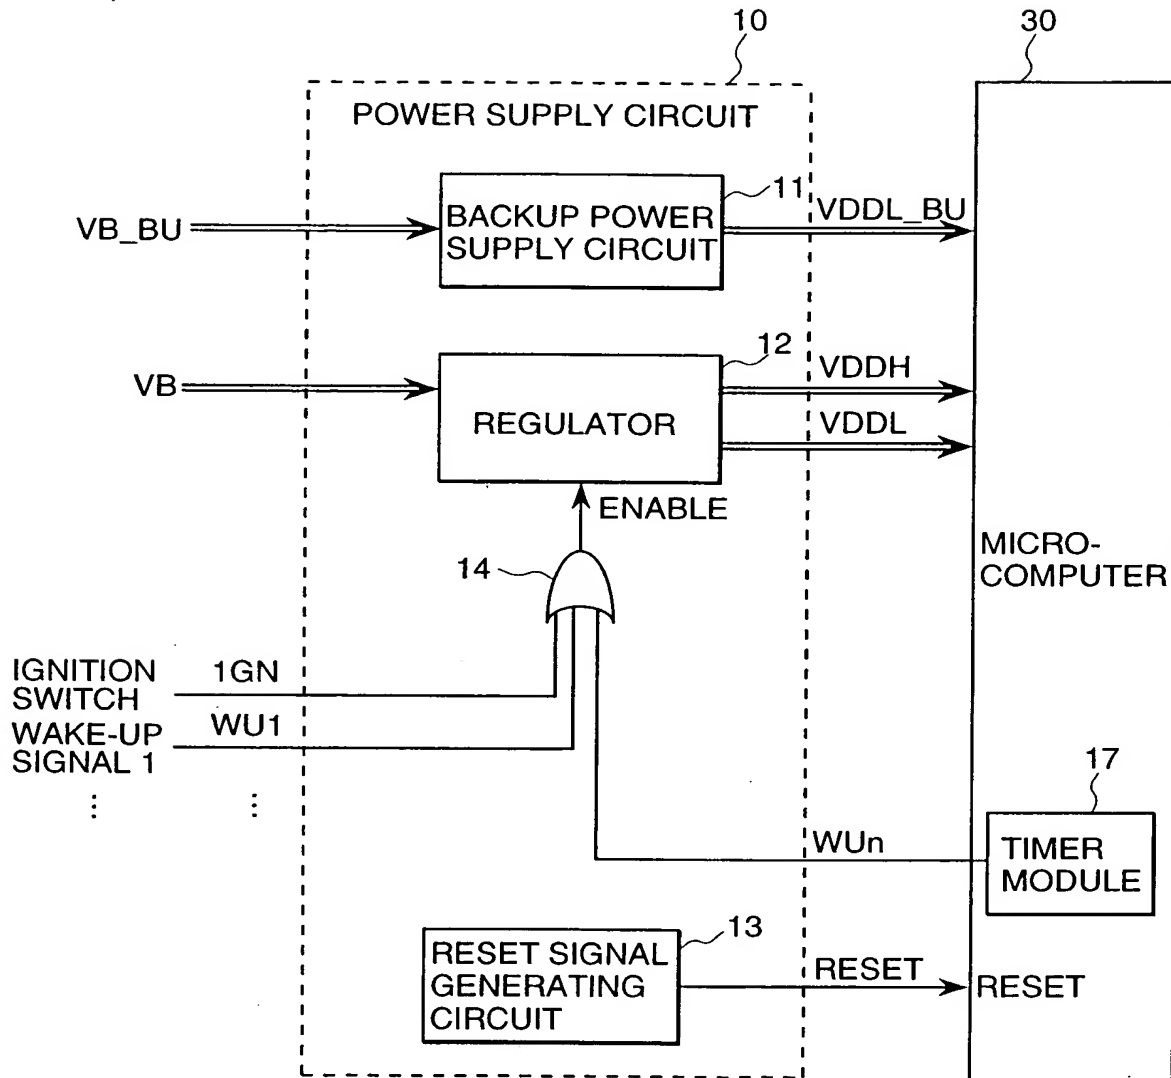 10
30
POWER SUPPLY CIRCUIT
11
VB_BU
BACKUP POWER
SUPPLY CIRCUIT
VDDL_BU
12
VB
REGULATOR
VDDH
VDDL
ENABLE
14
MICRO-
COMPUTER
IGNITION
SWITCH
1GN
WAKE-UP
SIGNAL 1
WU1
17
WUn
TIMER
MODULE
13
RESET SIGNAL
GENERATING
CIRCUIT
RESET
RESET